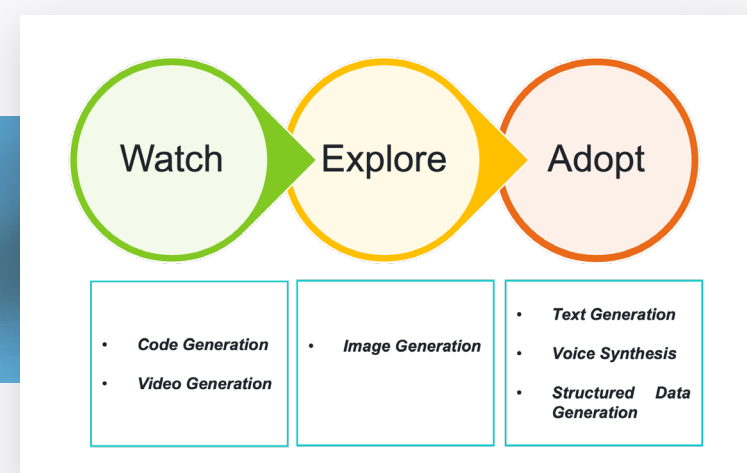 Watch
Explore
Adopt
• Code Generation
• Video Generation
• Image Generation
• Text Generation
• Voice Synthesis
• Structured Data
Generation